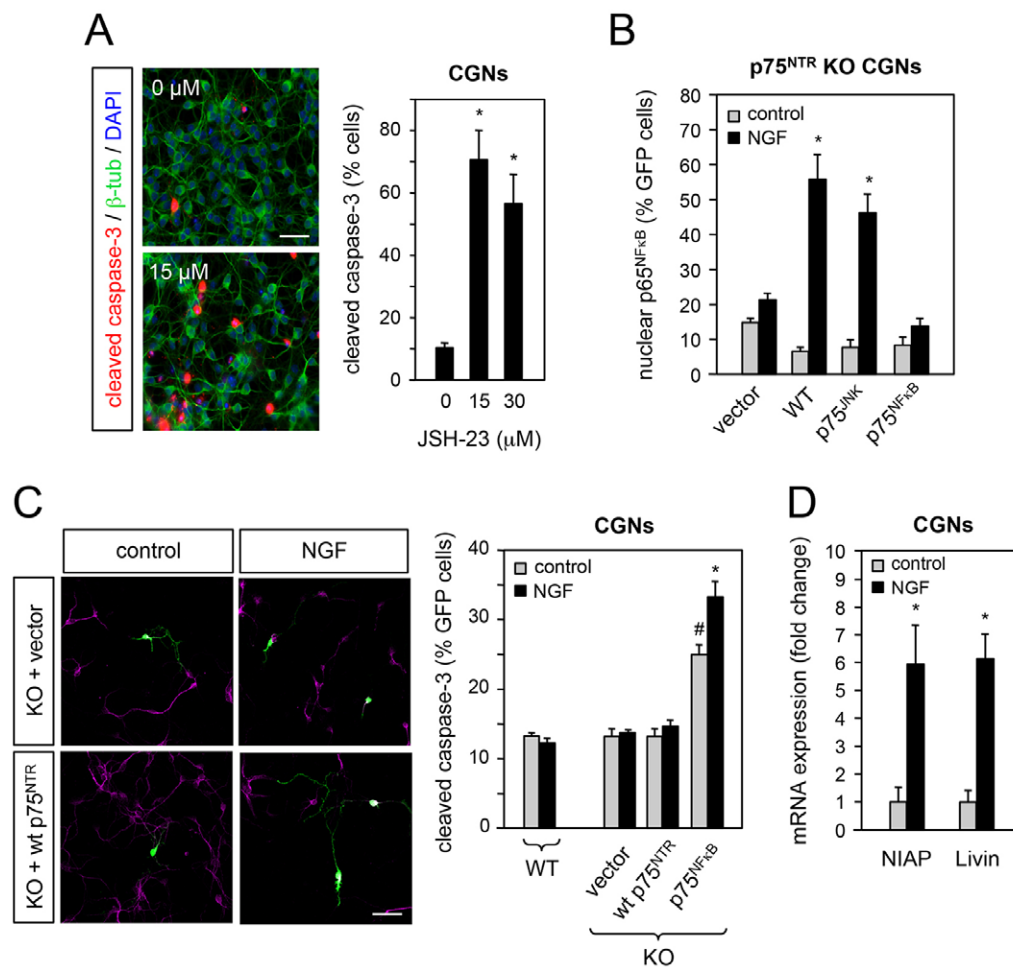 A
cleaved caspase-3 / β-tub / DAPI
0 µM
15 µM
CGNs
cleaved caspase-3 (% cells)
80
60
40
20
0
*
*
0 15 30
JSH-23 (µM)
B
p75NTR KO CGNs
nuclear p65NFκB (% GFP cells)
80
70
60
50
40
30
20
10
0
control
NGF
*
*
vector
WT
p75JNK
p75NFκB
C
control
NGF
KO + vector
KO + wt p75NTR
CGNs
cleaved caspase-3 (% GFP cells)
40
30
20
10
0
control
NGF
#
*
WT
vector
wt p75NTR
p75NFκB
KO
D
CGNs
mRNA expression (fold change)
10
9
8
7
6
5
4
3
2
1
0
control
NGF
*
*
NIAP Livin